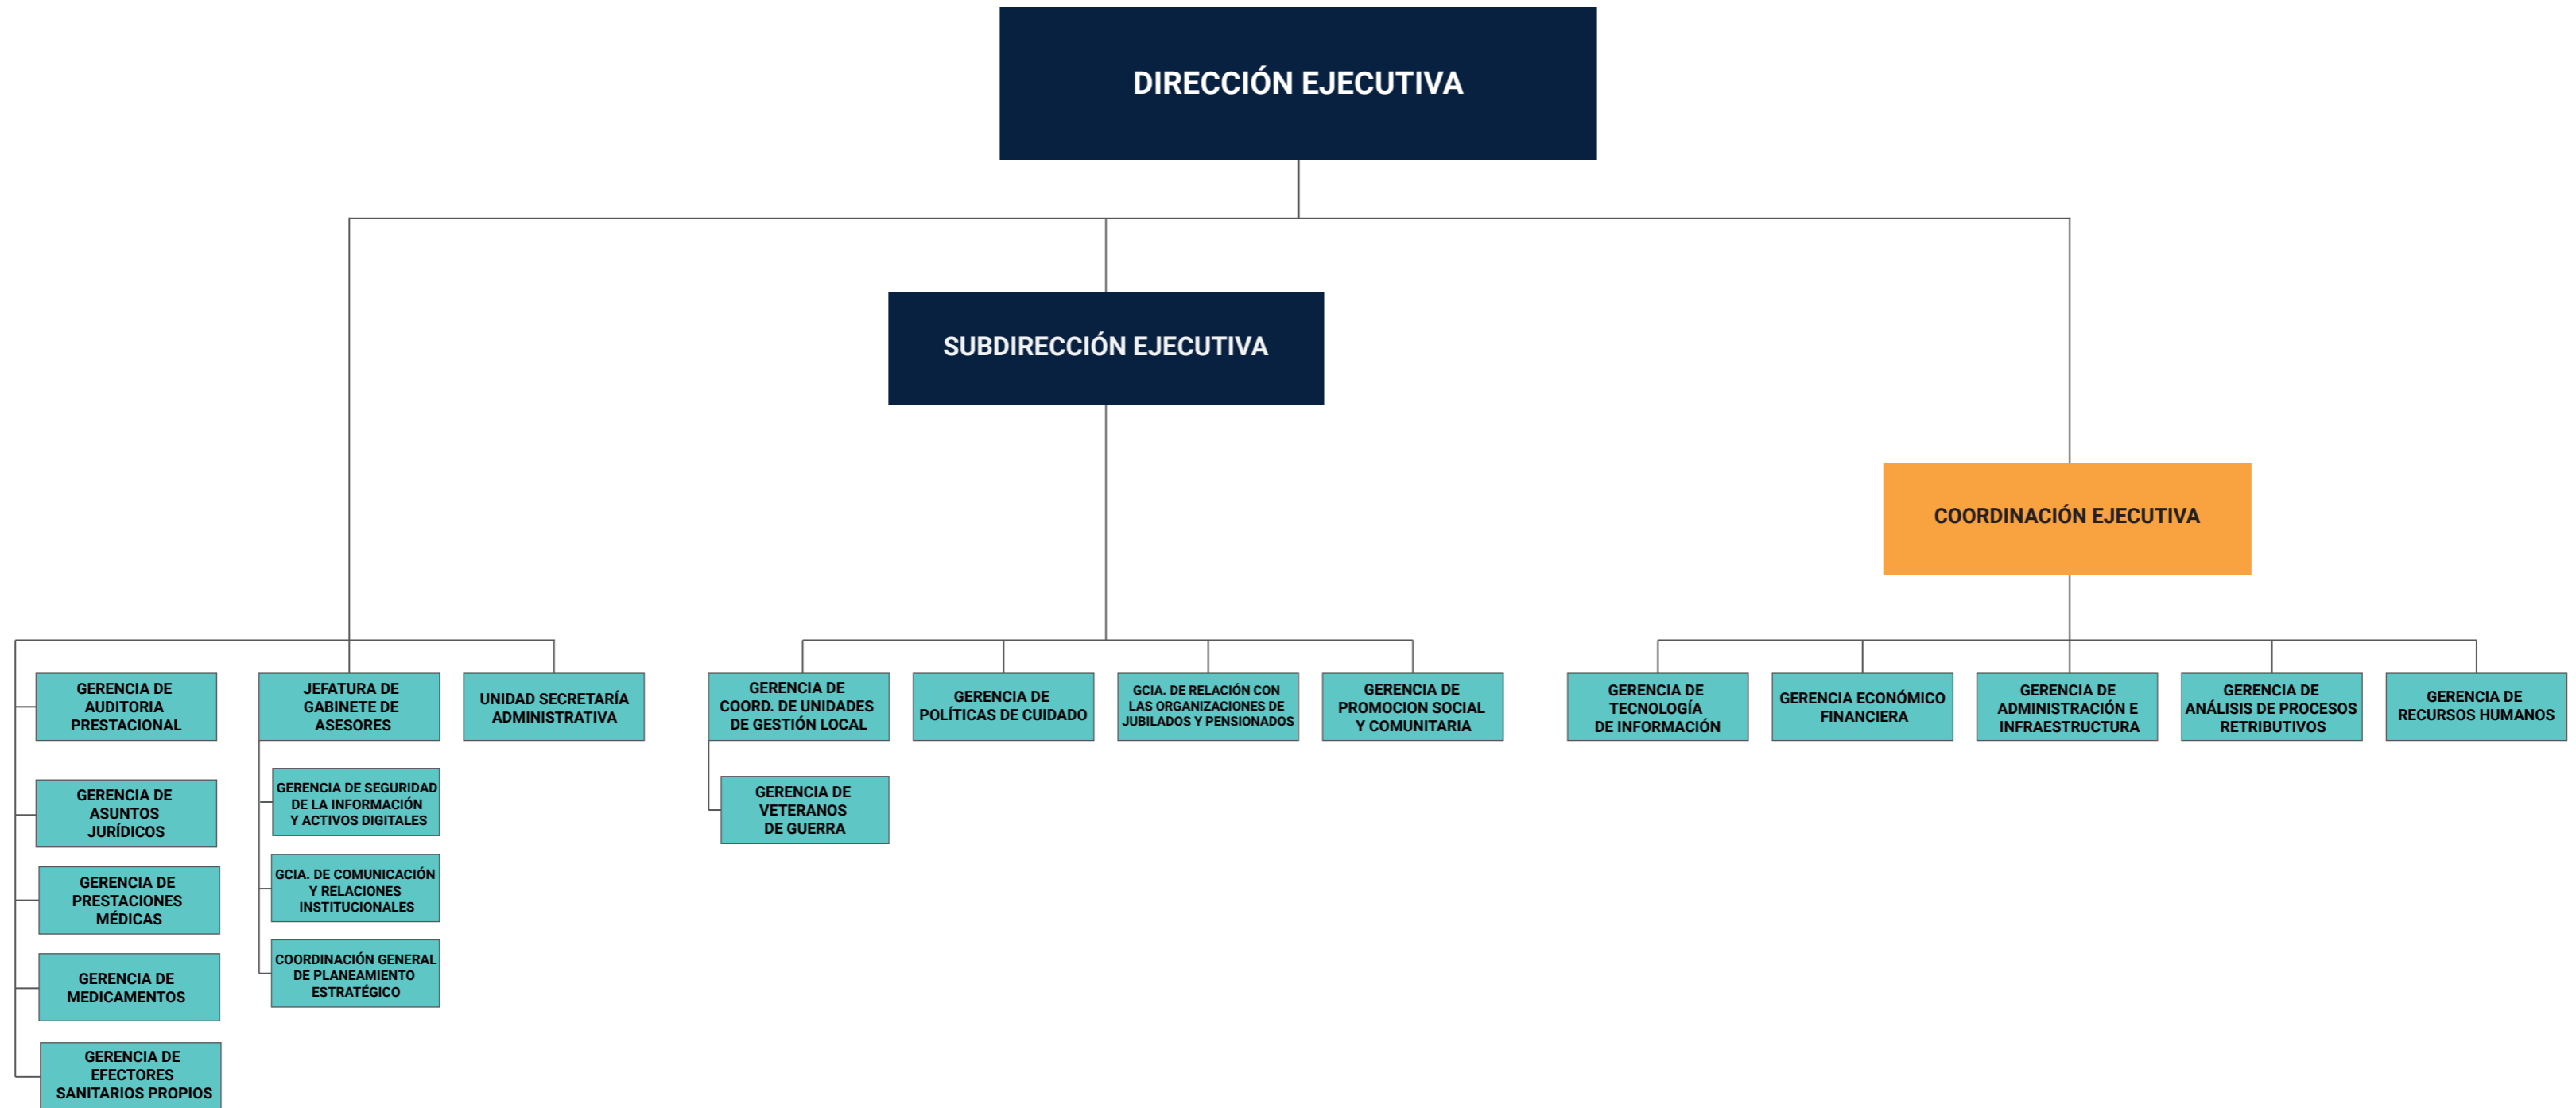 DIRECCIÓN EJECUTIVA
SUBDIRECCIÓN EJECUTIVA
COORDINACIÓN EJECUTIVA
GERENCIA DE
AUDITORIA
PRESTACIONAL
GERENCIA DE
ASUNTOS
JURÍDICOS
GERENCIA DE
PRESTACIONES
MÉDICAS
GERENCIA DE
MEDICAMENTOS
GERENCIA DE
EFECTORES
SANITARIOS PROPIOS
JEFATURA DE
GABINETE DE
ASESORES
GERENCIA DE SEGURIDAD
DE LA INFORMACIÓN
Y ACTIVOS DIGITALES
GCIA. DE COMUNICACIÓN
Y RELACIONES
INSTITUCIONALES
COORDINACIÓN GENERAL
DE PLANEAMIENTO
ESTRATÉGICO
UNIDAD SECRETARÍA
ADMINISTRATIVA
GERENCIA DE
COORD. DE UNIDADES
DE GESTIÓN LOCAL
GERENCIA DE
VETERANOS
DE GUERRA
GERENCIA DE
POLÍTICAS DE CUIDADO
GCIA. DE RELACIÓN CON
LAS ORGANIZACIONES DE
JUBILADOS Y PENSIONADOS
GERENCIA DE
PROMOCION SOCIAL
Y COMUNITARIA
GERENCIA DE
TECNOLOGÍA
DE INFORMACIÓN
GERENCIA ECONÓMICO
FINANCIERA
GERENCIA DE
ADMINISTRACIÓN E
INFRAESTRUCTURA
GERENCIA DE
ANÁLISIS DE PROCESOS
RETRIBUTIVOS
GERENCIA DE
RECURSOS HUMANOS